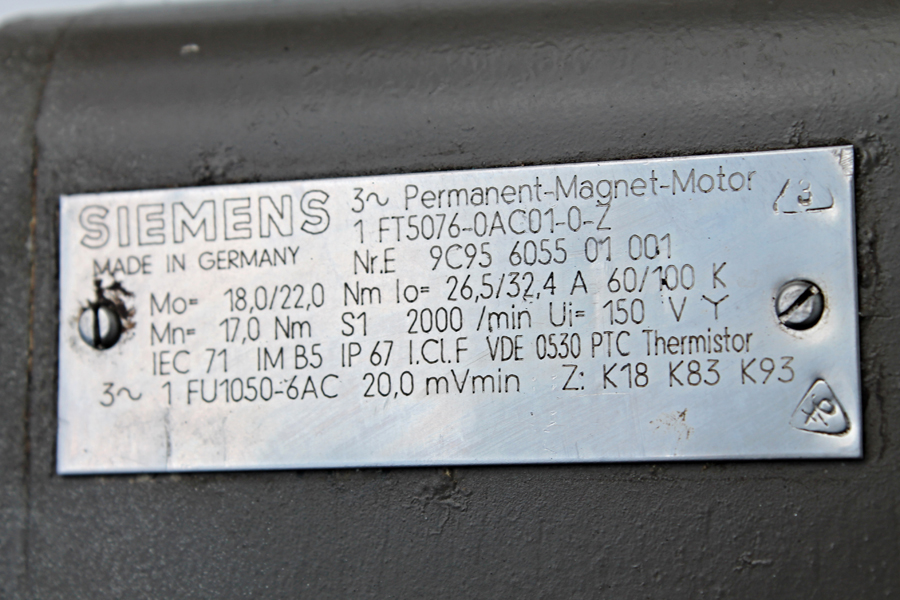 SIEMENS 3~ Permanent-Magnet-Motor
1 FT5076-0AC01-0-Z
MADE IN GERMANY Nr.E 9C95 6055 01 001
Mo= 18,0/22,0 Nm Io= 26,5/32,4 A 60/100 K
Mn= 17,0 Nm S1 2000 /min Ui= 150 V Y
IEC 71 IM B5 IP 67 I.Cl.F VDE 0530 PTC Thermistor
3~ 1 FU1050-6AC 20,0 mVmin Z: K18 K83 K93